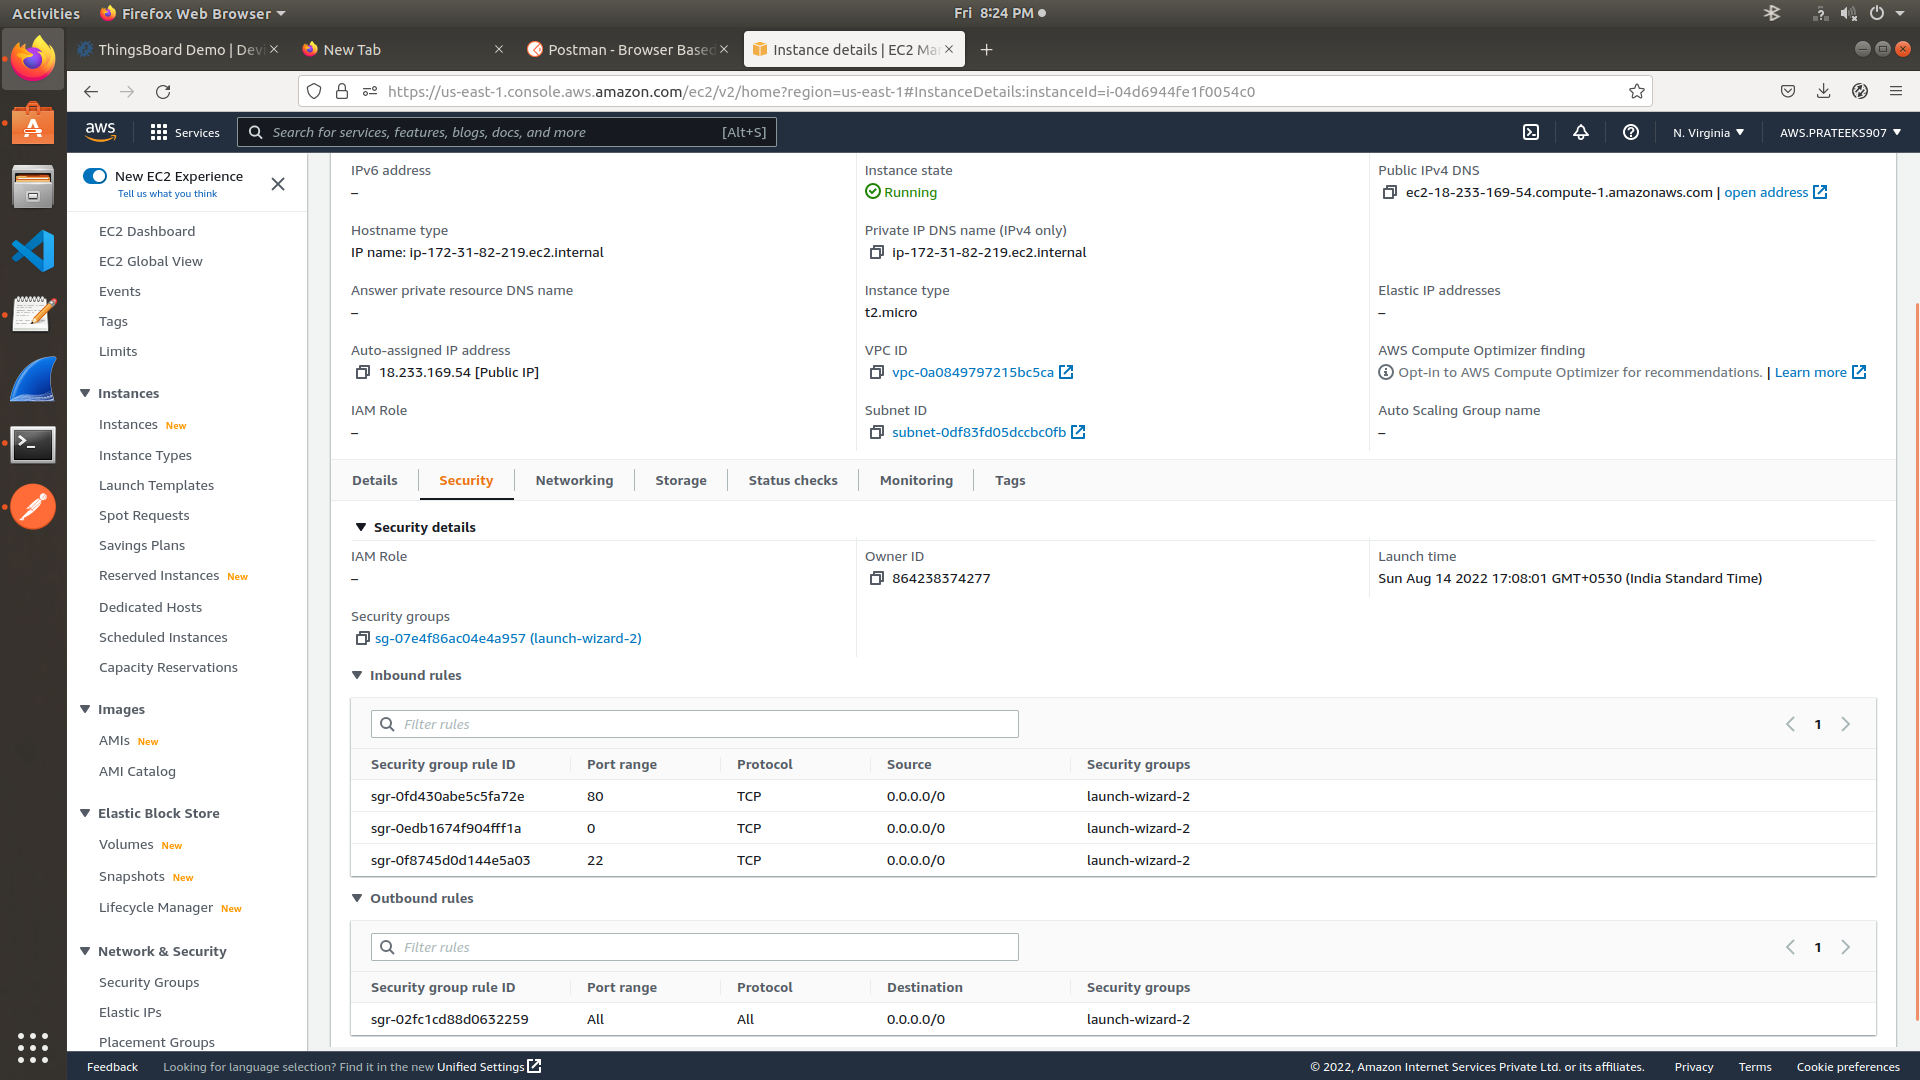 Activities
Firefox Web Browser
Fri 8:24 PM
ThingsBoard Demo | Devi
New Tab
Postman - Browser Based
Instance details | EC2 Ma
https://us-east-1.console.aws.amazon.com/ec2/v2/home?region=us-east-1#InstanceDetails:instanceId=i-04d6944fe1f0054c0
aws
Services
Search for services, features, blogs, docs, and more
[Alt+S]
N. Virginia
AWS.PRATEEKS907
New EC2 Experience
Tell us what you think
EC2 Dashboard
EC2 Global View
Events
Tags
Limits
Instances
Instances New
Instance Types
Launch Templates
Spot Requests
Savings Plans
Reserved Instances New
Dedicated Hosts
Scheduled Instances
Capacity Reservations
Images
AMIs New
AMI Catalog
Elastic Block Store
Volumes New
Snapshots New
Lifecycle Manager New
Network & Security
Security Groups
Elastic IPs
Placement Groups
IPv6 address
–
Instance state
Running
Public IPv4 DNS
ec2-18-233-169-54.compute-1.amazonaws.com | open address
Hostname type
IP name: ip-172-31-82-219.ec2.internal
Private IP DNS name (IPv4 only)
ip-172-31-82-219.ec2.internal
Answer private resource DNS name
–
Instance type
t2.micro
Elastic IP addresses
–
Auto-assigned IP address
18.233.169.54 [Public IP]
VPC ID
vpc-0a0849797215bc5ca
AWS Compute Optimizer finding
Opt-in to AWS Compute Optimizer for recommendations. | Learn more
IAM Role
–
Subnet ID
subnet-0df83fd05dccbc0fb
Auto Scaling Group name
–
Details
Security
Networking
Storage
Status checks
Monitoring
Tags
Security details
IAM Role
–
Owner ID
864238374277
Launch time
Sun Aug 14 2022 17:08:01 GMT+0530 (India Standard Time)
Security groups
sg-07e4f86ac04e4a957 (launch-wizard-2)
Inbound rules
Filter rules
1
Security group rule ID Port range Protocol Source Security groups
sgr-0fd430abe5c5fa72e 80 TCP 0.0.0.0/0 launch-wizard-2
sgr-0edb1674f904fff1a 0 TCP 0.0.0.0/0 launch-wizard-2
sgr-0f8745d0d144e5a03 22 TCP 0.0.0.0/0 launch-wizard-2
Outbound rules
Filter rules
1
Security group rule ID Port range Protocol Destination Security groups
sgr-02fc1cd88d0632259 All All 0.0.0.0/0 launch-wizard-2
Feedback
Looking for language selection? Find it in the new Unified Settings
© 2022, Amazon Internet Services Private Ltd. or its affiliates.
Privacy
Terms
Cookie preferences